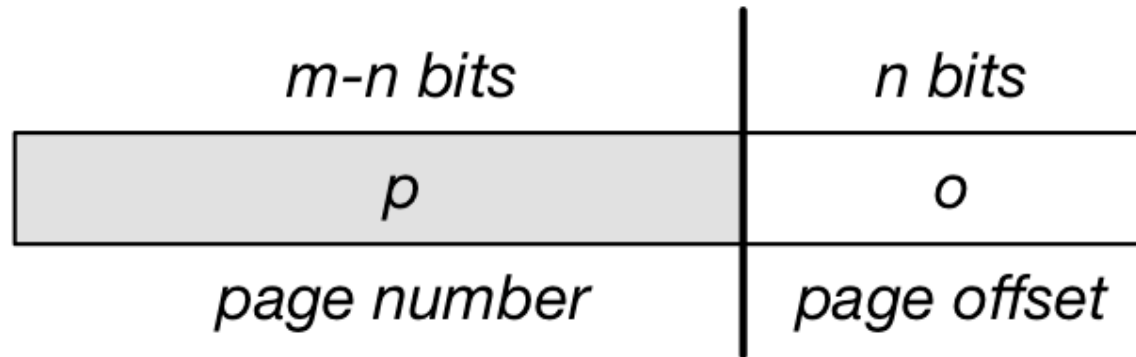 m-n bits n bits
p o
page number page offset